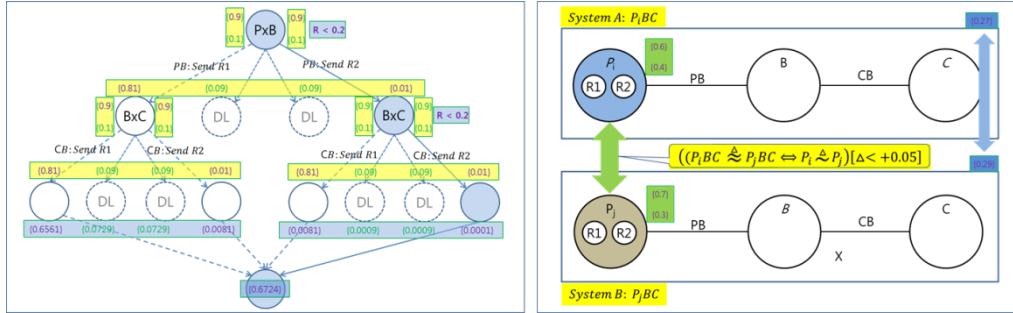 (0.9)
(0.1)
PxB
(0.9)
(0.1)
R < 0.2
PB: Send R1
PB: Send R2
(0.81)
(0.09)
(0.09)
(0.01)
(0.9)
(0.1)
BxC
(0.9)
(0.1)
DL
DL
(0.9)
(0.1)
BxC
(0.9)
(0.1)
R < 0.2
CB: Send R1
CB: Send R2
CB: Send R1
CB: Send R2
(0.81)
(0.09)
(0.09)
(0.01)
(0.81)
(0.09)
(0.09)
(0.01)
DL
DL
DL
DL
(0.6561)
(0.0729)
(0.0729)
(0.0081)
(0.0081)
(0.0009)
(0.0009)
(0.0001)
(0.6724)
System A: PᵢBC
(0.27)
Pᵢ
R1
R2
(0.6)
(0.4)
PB
B
CB
C
((PᵢBC ≜̰ PⱼBC ⇔ Pᵢ ≜̰ Pⱼ)[Δ< +0.05]
(0.29)
Pⱼ
R1
R2
(0.7)
(0.3)
PB
B
CB
C
X
System B: PⱼBC